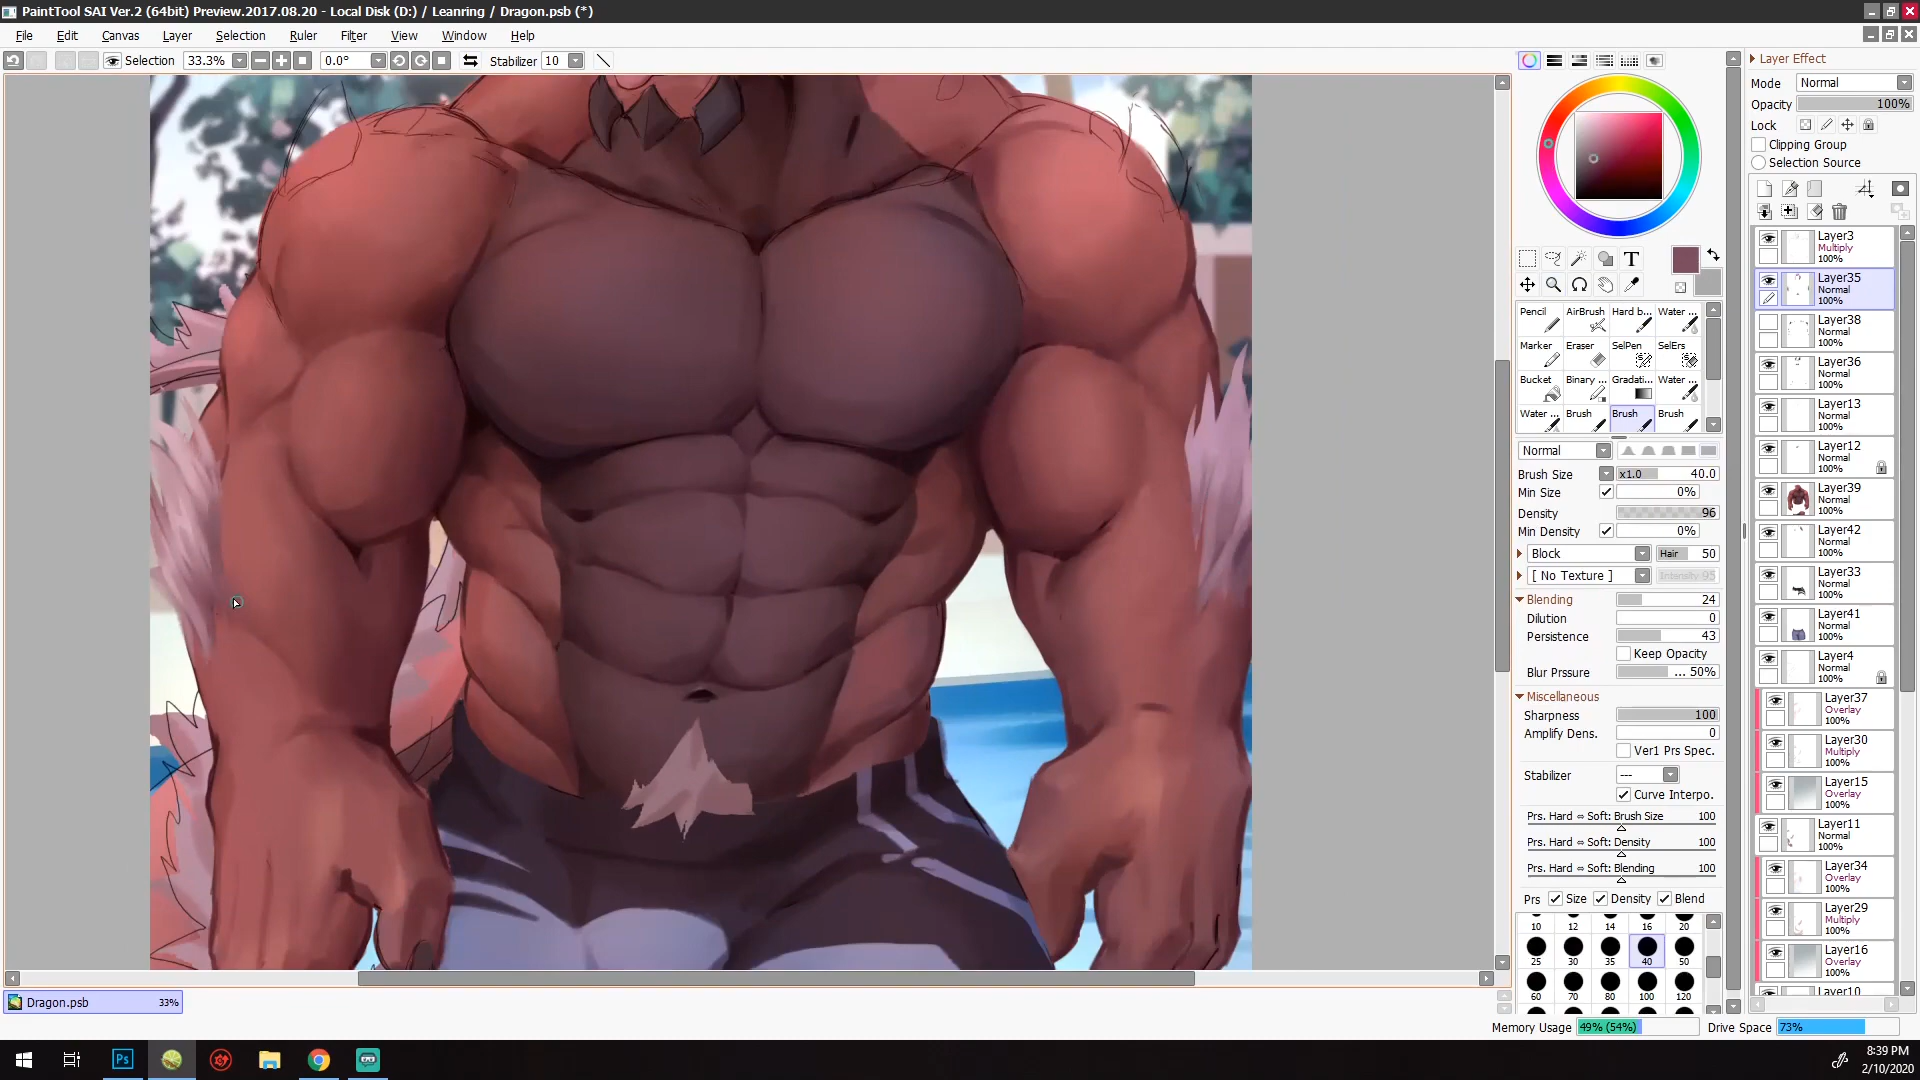 PaintTool SAI Ver.2 (64bit) Preview.2017.08.20 - Local Disk (D:) / Leanring / Dragon.psb (*)
File Edit Canvas Layer Selection Ruler Filter View Window Help
Selection 33.3% 0.0° Stabilizer 10
Layer Effect
Mode Normal
Opacity 100%
Lock
Clipping Group
Selection Source
T
Pencil AirBrush Hard b... Water ...
Marker Eraser SelPen SelErs
Bucket Binary ... Gradati... Water ...
Water ... Brush Brush Brush
Normal
Brush Size x1.0 40.0
Min Size 0%
Density 96
Min Density 0%
Block Hair 50
[ No Texture ] Intensity 95
Blending 24
Dilution 0
Persistence 43
Keep Opacity
Blur Prssure ... 50%
Miscellaneous
Sharpness 100
Amplify Dens. 0
Ver1 Prs Spec.
Stabilizer ---
Curve Interpo.
Prs. Hard ⇔ Soft: Brush Size 100
Prs. Hard ⇔ Soft: Density 100
Prs. Hard ⇔ Soft: Blending 100
Prs Size Density Blend
10 12 14 16 20
25 30 35 40 50
60 70 80 100 120
Layer3
Multiply
100%
Layer35
Normal
100%
Layer38
Normal
100%
Layer36
Normal
100%
Layer13
Normal
100%
Layer12
Normal
100%
Layer39
Normal
100%
Layer42
Normal
100%
Layer33
Normal
100%
Layer41
Normal
100%
Layer4
Normal
100%
Layer37
Overlay
100%
Layer30
Multiply
100%
Layer15
Overlay
100%
Layer11
Normal
100%
Layer34
Overlay
100%
Layer29
Multiply
100%
Layer16
Overlay
100%
Layer10
Dragon.psb 33%
Memory Usage 49% (54%) Drive Space 73%
Ps
8:39 PM
2/10/2020